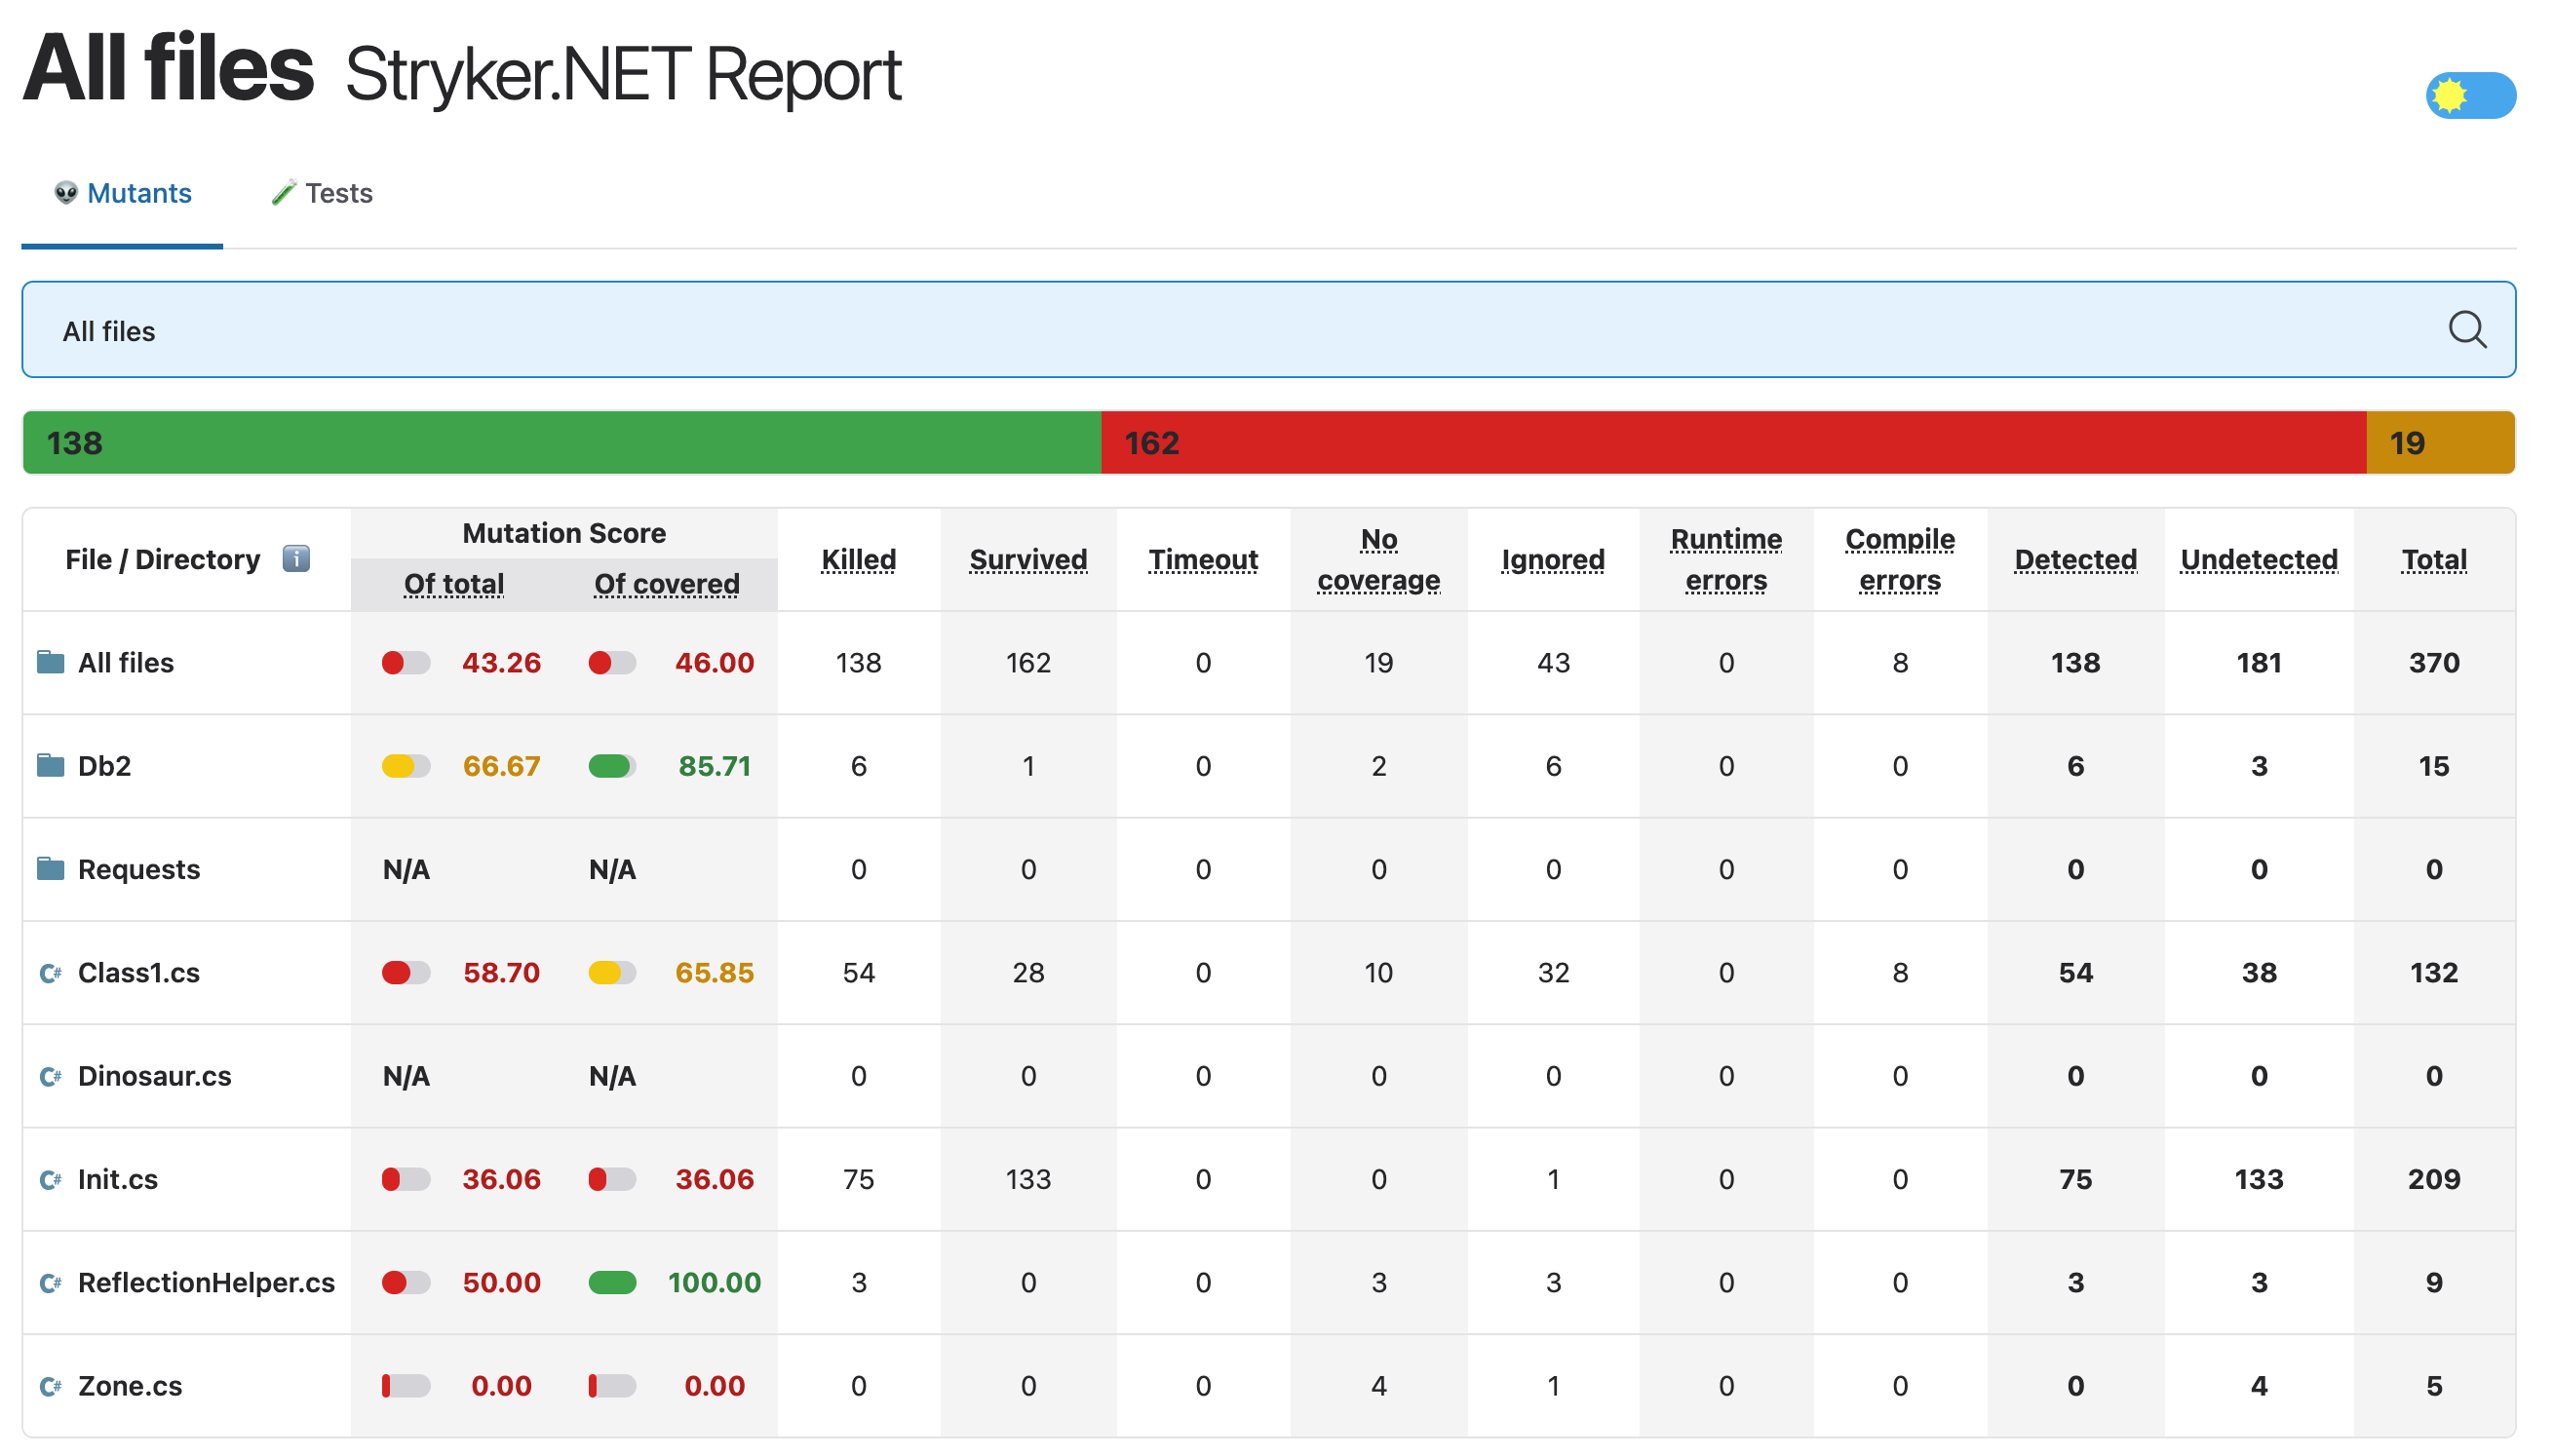 All files Stryker.NET Report
👽 Mutants 🧪 Tests
All files
138 162 19
File / Directory ℹ️ Mutation Score Killed Survived Timeout No coverage Ignored Runtime errors Compile errors Detected Undetected Total
Of total Of covered
All files 43.26 46.00 138 162 0 19 43 0 8 138 181 370
Db2 66.67 85.71 6 1 0 2 6 0 0 6 3 15
Requests N/A N/A 0 0 0 0 0 0 0 0 0 0
C# Class1.cs 58.70 65.85 54 28 0 10 32 0 8 54 38 132
C# Dinosaur.cs N/A N/A 0 0 0 0 0 0 0 0 0 0
C# Init.cs 36.06 36.06 75 133 0 0 1 0 0 75 133 209
C# ReflectionHelper.cs 50.00 100.00 3 0 0 3 3 0 0 3 3 9
C# Zone.cs 0.00 0.00 0 0 0 4 1 0 0 0 4 5